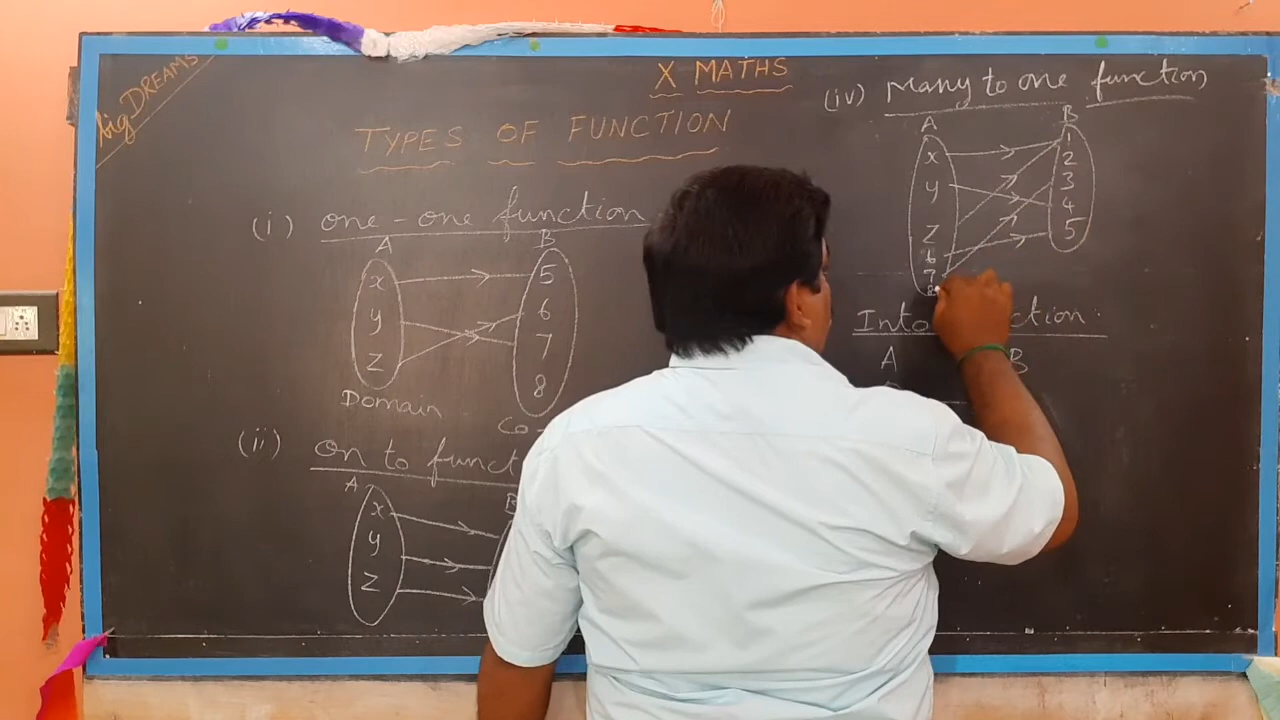 big DREAMS
X MATHS
TYPES OF FUNCTION
(i) one-one function
A B
x 5
y 6
z 7
8
Domain
Co-
(ii) on to funct
A B
x
y
z
(iv) Many to one function
A B
x 1
y 2
z 3
6 4
7 5
8
Into ction
A B